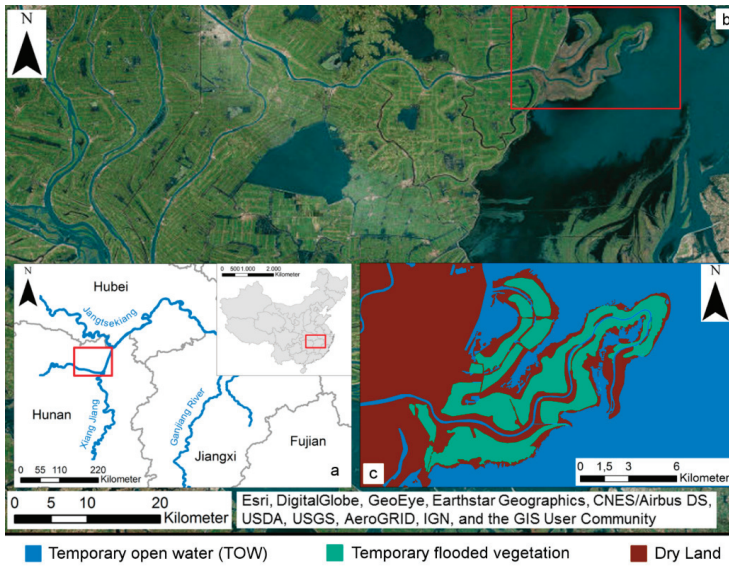 N
b
N
Hubei
Jangtsekiang
Hunan
Xiang Jiang
Ganjiang River
Jiangxi
Fujian
0 55 110 220
Kilometer
a
0 500 1.000 2.000
Kilometer
N
c
0 1,5 3 6
Kilometer
0 5 10 20
Kilometer
Esri, DigitalGlobe, GeoEye, Earthstar Geographics, CNES/Airbus DS,
USDA, USGS, AeroGRID, IGN, and the GIS User Community
Temporary open water (TOW) Temporary flooded vegetation Dry Land